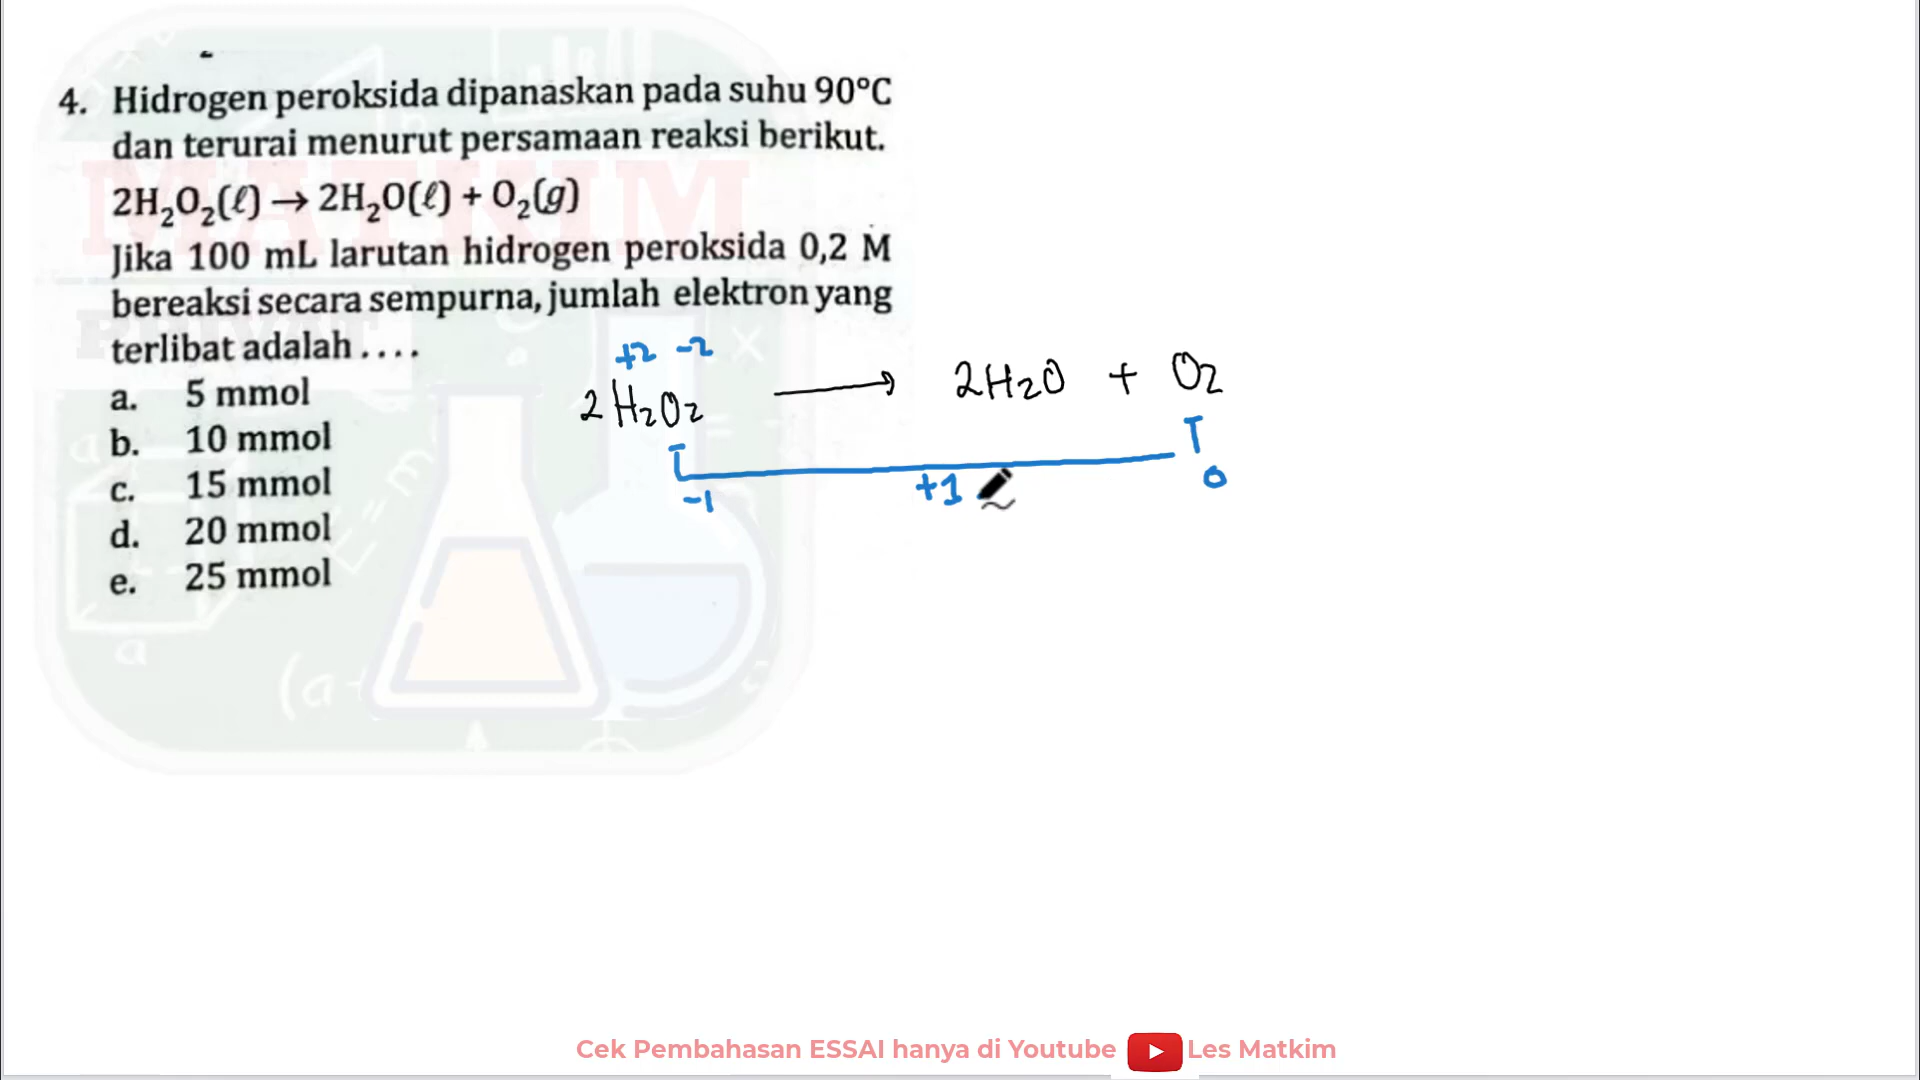 4. Hidrogen peroksida dipanaskan pada suhu 90°C
dan terurai menurut persamaan reaksi berikut.
2H₂O₂(ℓ) → 2H₂O(ℓ) + O₂(g)
Jika 100 mL larutan hidrogen peroksida 0,2 M
bereaksi secara sempurna, jumlah elektron yang
terlibat adalah . . . .
a. 5 mmol
b. 10 mmol
c. 15 mmol
d. 20 mmol
e. 25 mmol
+2 -2
2H₂O₂ → 2H₂O + O₂
-1 +1 0
MATKIM
a
(a+
Cek Pembahasan ESSAI hanya di Youtube Les Matkim